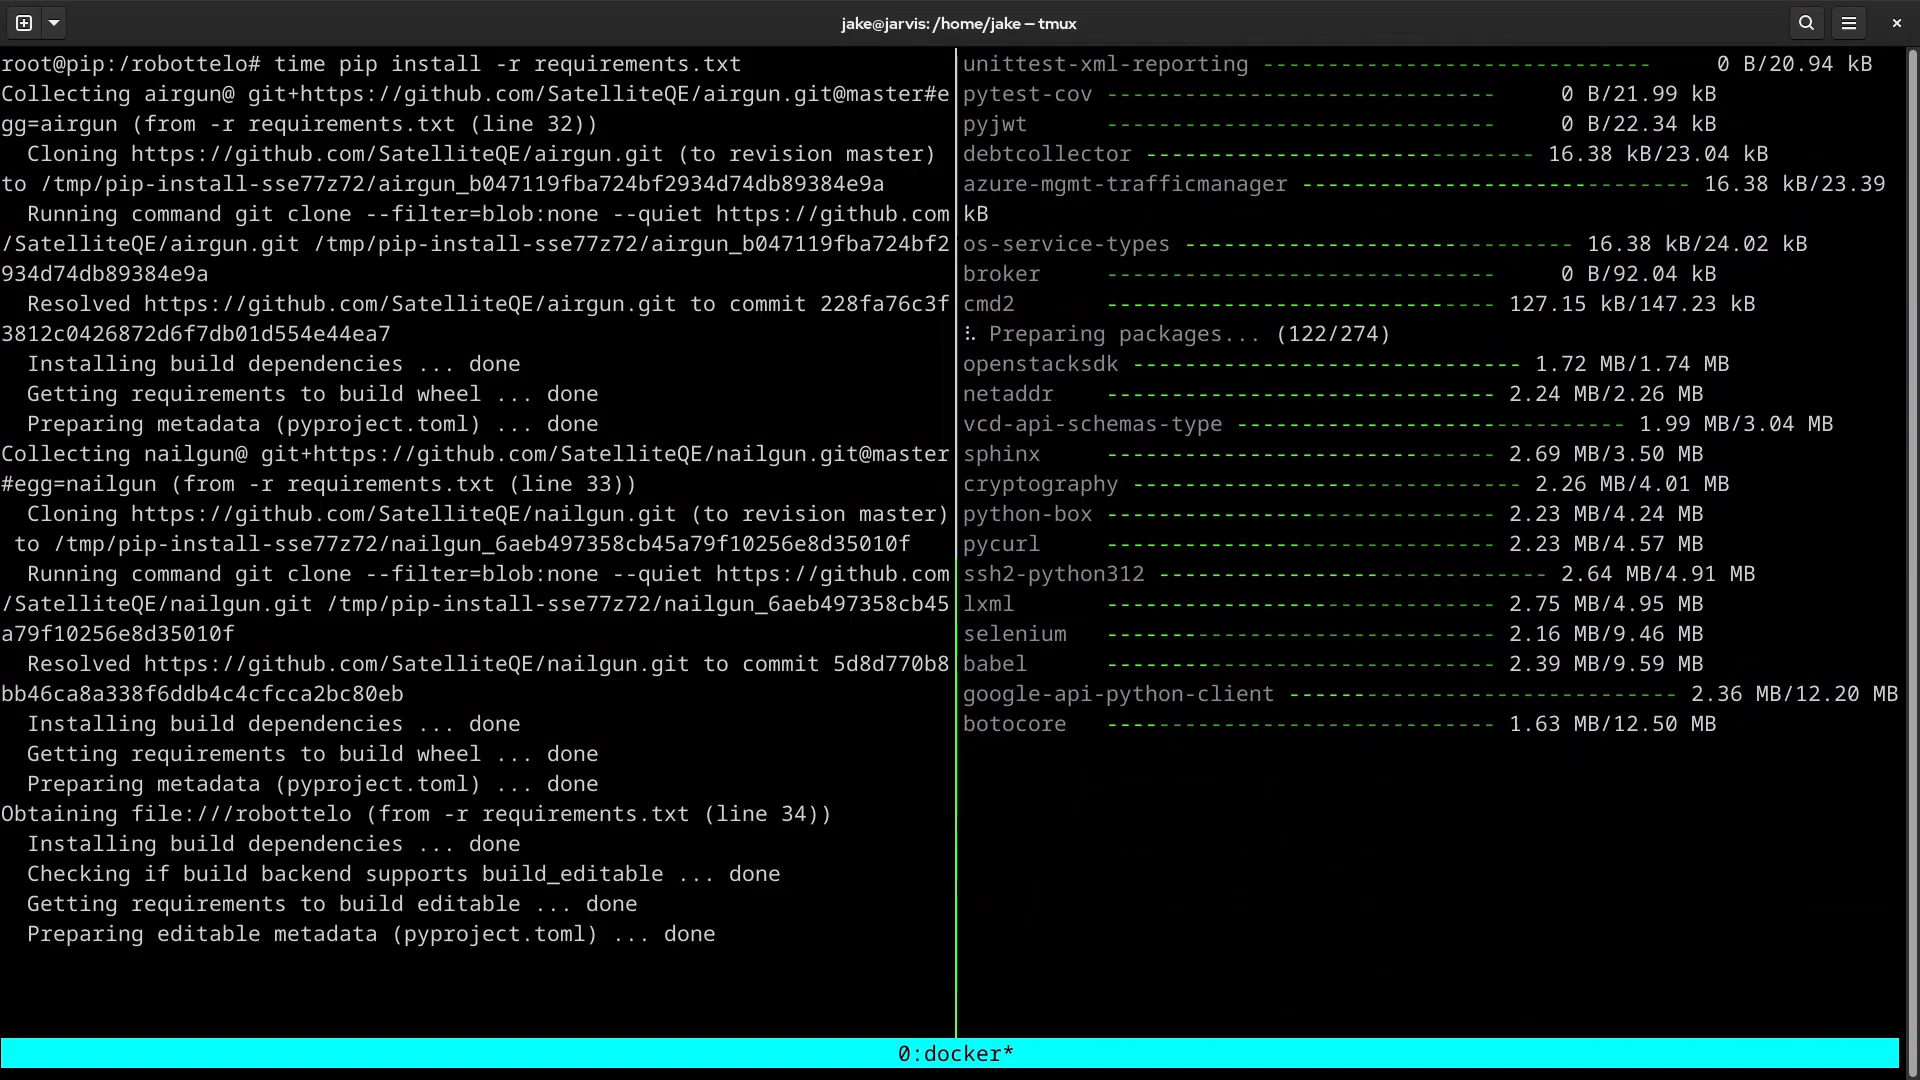 jake@jarvis: /home/jake — tmux
root@pip:/robottelo# time pip install -r requirements.txt
Collecting airgun@ git+https://github.com/SatelliteQE/airgun.git@master#e
gg=airgun (from -r requirements.txt (line 32))
  Cloning https://github.com/SatelliteQE/airgun.git (to revision master)
to /tmp/pip-install-sse77z72/airgun_b047119fba724bf2934d74db89384e9a
  Running command git clone --filter=blob:none --quiet https://github.com
/SatelliteQE/airgun.git /tmp/pip-install-sse77z72/airgun_b047119fba724bf2
934d74db89384e9a
  Resolved https://github.com/SatelliteQE/airgun.git to commit 228fa76c3f
3812c0426872d6f7db01d554e44ea7
  Installing build dependencies ... done
  Getting requirements to build wheel ... done
  Preparing metadata (pyproject.toml) ... done
Collecting nailgun@ git+https://github.com/SatelliteQE/nailgun.git@master
#egg=nailgun (from -r requirements.txt (line 33))
  Cloning https://github.com/SatelliteQE/nailgun.git (to revision master)
 to /tmp/pip-install-sse77z72/nailgun_6aeb497358cb45a79f10256e8d35010f
  Running command git clone --filter=blob:none --quiet https://github.com
/SatelliteQE/nailgun.git /tmp/pip-install-sse77z72/nailgun_6aeb497358cb45
a79f10256e8d35010f
  Resolved https://github.com/SatelliteQE/nailgun.git to commit 5d8d770b8
bb46ca8a338f6ddb4c4cfcca2bc80eb
  Installing build dependencies ... done
  Getting requirements to build wheel ... done
  Preparing metadata (pyproject.toml) ... done
Obtaining file:///robottelo (from -r requirements.txt (line 34))
  Installing build dependencies ... done
  Checking if build backend supports build_editable ... done
  Getting requirements to build editable ... done
  Preparing editable metadata (pyproject.toml) ... done
unittest-xml-reporting ------------------------------     0 B/20.94 kB
pytest-cov ------------------------------     0 B/21.99 kB
pyjwt      ------------------------------     0 B/22.34 kB
debtcollector ------------------------------ 16.38 kB/23.04 kB
azure-mgmt-trafficmanager ------------------------------ 16.38 kB/23.39
kB
os-service-types ------------------------------ 16.38 kB/24.02 kB
broker     ------------------------------     0 B/92.04 kB
cmd2       ------------------------------ 127.15 kB/147.23 kB
⠧ Preparing packages... (122/274)
openstacksdk ------------------------------ 1.72 MB/1.74 MB
netaddr    ------------------------------ 2.24 MB/2.26 MB
vcd-api-schemas-type ------------------------------ 1.99 MB/3.04 MB
sphinx     ------------------------------ 2.69 MB/3.50 MB
cryptography ------------------------------ 2.26 MB/4.01 MB
python-box ------------------------------ 2.23 MB/4.24 MB
pycurl     ------------------------------ 2.23 MB/4.57 MB
ssh2-python312 ------------------------------ 2.64 MB/4.91 MB
lxml       ------------------------------ 2.75 MB/4.95 MB
selenium   ------------------------------ 2.16 MB/9.46 MB
babel      ------------------------------ 2.39 MB/9.59 MB
google-api-python-client ------------------------------ 2.36 MB/12.20 MB
botocore   ------------------------------ 1.63 MB/12.50 MB
0:docker*